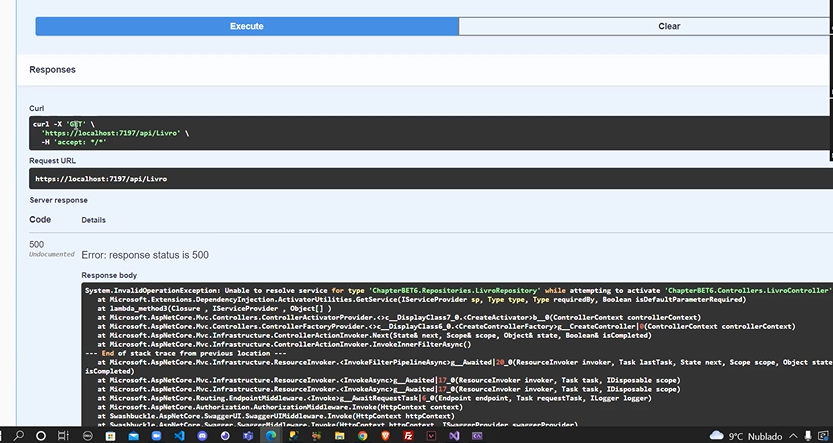 Execute
Clear
Responses
Curl
curl -X 'GET' \
'https://localhost:7197/api/Livro' \
-H 'accept: */*'
Request URL
https://localhost:7197/api/Livro
Server response
Code
Details
500
Undocumented
Error: response status is 500
Response body
System.InvalidOperationException: Unable to resolve service for type 'ChapterBET6.Repositories.LivroRepository' while attempting to activate 'ChapterBET6.Controllers.LivroController'
at Microsoft.Extensions.DependencyInjection.ActivatorUtilities.GetService(IServiceProvider sp, Type type, Type requiredBy, Boolean isDefaultParameterRequired)
at lambda_method3(Closure , IServiceProvider , Object[] )
at Microsoft.AspNetCore.Mvc.Controllers.ControllerActivatorProvider.<>c__DisplayClass7_0.<CreateActivator>b__0(ControllerContext controllerContext)
at Microsoft.AspNetCore.Mvc.Controllers.ControllerFactoryProvider.<>c__DisplayClass6_0.<CreateControllerFactory>g__CreateController|0(ControllerContext controllerContext)
at Microsoft.AspNetCore.Mvc.Infrastructure.ControllerActionInvoker.Next(State& next, Scope& scope, Object& state, Boolean& isCompleted)
at Microsoft.AspNetCore.Mvc.Infrastructure.ControllerActionInvoker.InvokeInnerFilterAsync()
--- End of stack trace from previous location ---
at Microsoft.AspNetCore.Mvc.Infrastructure.ResourceInvoker.<InvokeFilterPipelineAsync>g__Awaited|20_0(ResourceInvoker invoker, Task lastTask, State next, Scope scope, Object state
isCompleted)
at Microsoft.AspNetCore.Mvc.Infrastructure.ResourceInvoker.<InvokeAsync>g__Awaited|17_0(ResourceInvoker invoker, Task task, IDisposable scope)
at Microsoft.AspNetCore.Mvc.Infrastructure.ResourceInvoker.<InvokeAsync>g__Awaited|17_0(ResourceInvoker invoker, Task task, IDisposable scope)
at Microsoft.AspNetCore.Routing.EndpointMiddleware.<Invoke>g__AwaitRequestTask|6_0(Endpoint endpoint, Task requestTask, ILogger logger)
at Microsoft.AspNetCore.Authorization.AuthorizationMiddleware.Invoke(HttpContext context)
at Swashbuckle.AspNetCore.SwaggerUI.SwaggerUIMiddleware.Invoke(HttpContext httpContext)
at Swashbuckle.AspNetCore.Swagger.SwaggerMiddleware.Invoke(HttpContext httpContext, ISwaggerProvider swaggerProvider)
9°C Nublado